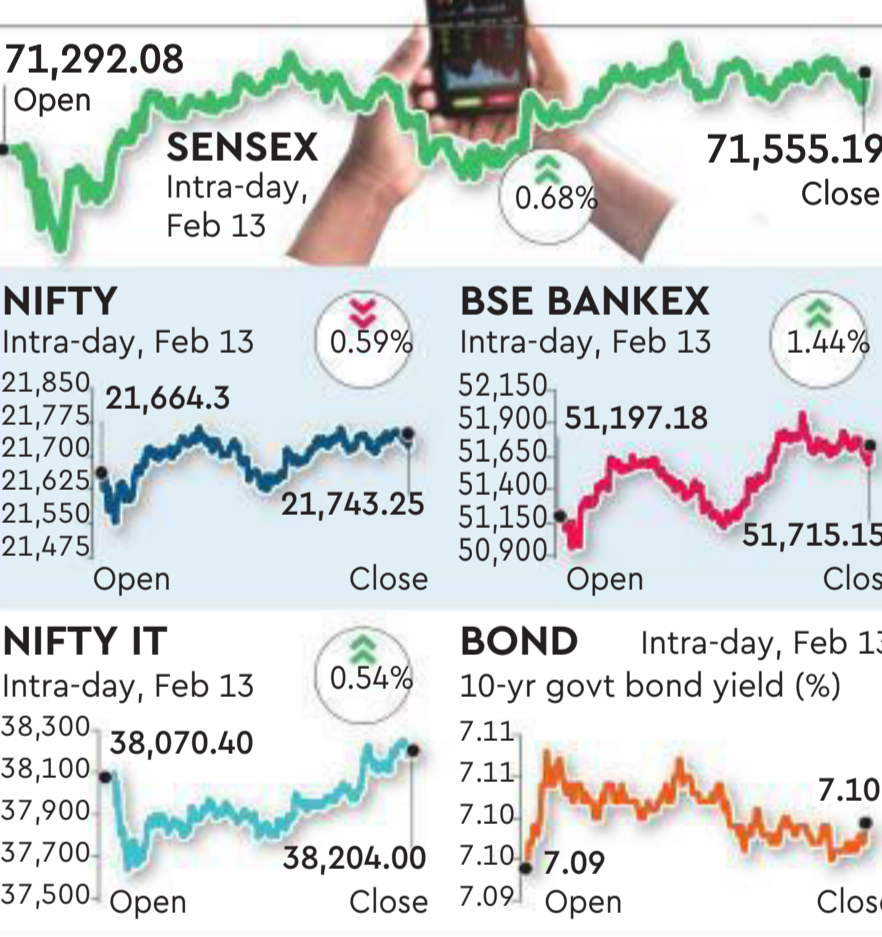 71,292.08
Open
SENSEX
Intra-day,
Feb 13
0.68%
71,555.19
Close
NIFTY
Intra-day, Feb 13
0.59%
21,850
21,775
21,700
21,625
21,550
21,475
21,664.3
21,743.25
Open Close
BSE BANKEX
Intra-day, Feb 13
1.44%
52,150
51,900
51,650
51,400
51,150
50,900
51,197.18
51,715.15
Open Clos
NIFTY IT
Intra-day, Feb 13
0.54%
38,300
38,100
37,900
37,700
37,500
38,070.40
38,204.00
Open Close
BOND Intra-day, Feb 13
10-yr govt bond yield (%)
7.11
7.11
7.10
7.10
7.09
7.10
7.09
Open Close